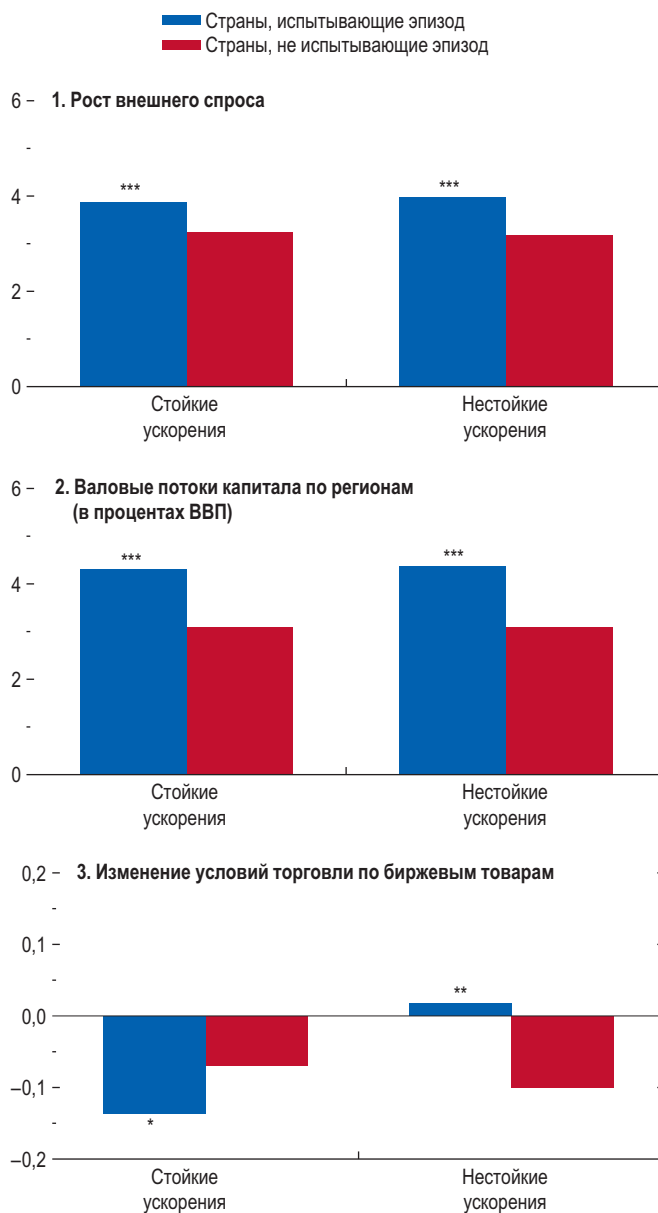 Страны, испытывающие эпизод
Страны, не испытывающие эпизод
1. Рост внешнего спроса
6
4
2
0
***
***
Стойкие
ускорения
Нестойкие
ускорения
2. Валовые потоки капитала по регионам
(в процентах ВВП)
6
4
2
0
***
***
Стойкие
ускорения
Нестойкие
ускорения
3. Изменение условий торговли по биржевым товарам
0,2
0,1
0,0
–0,1
–0,2
**
*
Стойкие
ускорения
Нестойкие
ускорения